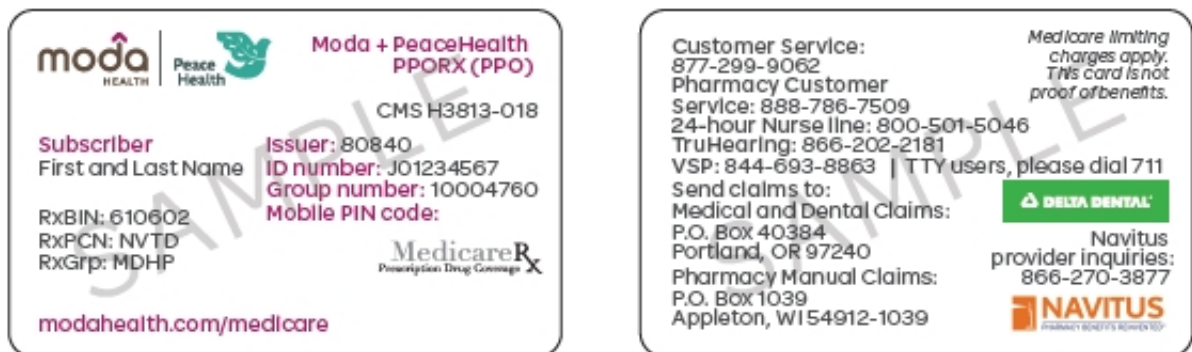 moda
HEALTH
Peace
Health
Moda + PeaceHealth
PPORX (PPO)
CMS H3813-018
Subscriber
First and Last Name
Issuer: 80840
ID number: J01234567
Group number: 10004760
Mobile PIN code:
RxBIN: 610602
RxPCN: NVTD
RxGrp: MDHP
MedicareRx
Prescription Drug Coverage
modahealth.com/medicare
SAMPLE
Customer Service:
877-299-9062
Pharmacy Customer
Service: 888-786-7509
24-hour Nurse line: 800-501-5046
TruHearing: 866-202-2181
VSP: 844-693-8863 | TTY users, please dial 711
Medicare limiting
charges apply.
This card is not
proof of benefits.
Send claims to:
Medical and Dental Claims:
P.O. Box 40384
Portland, OR 97240
Pharmacy Manual Claims:
P.O. Box 1039
Appleton, WI 54912-1039
DELTA DENTAL
Navitus
provider inquiries:
866-270-3877
NAVITUS
PHARMACY BENEFITS REINVENTED
SAMPLE